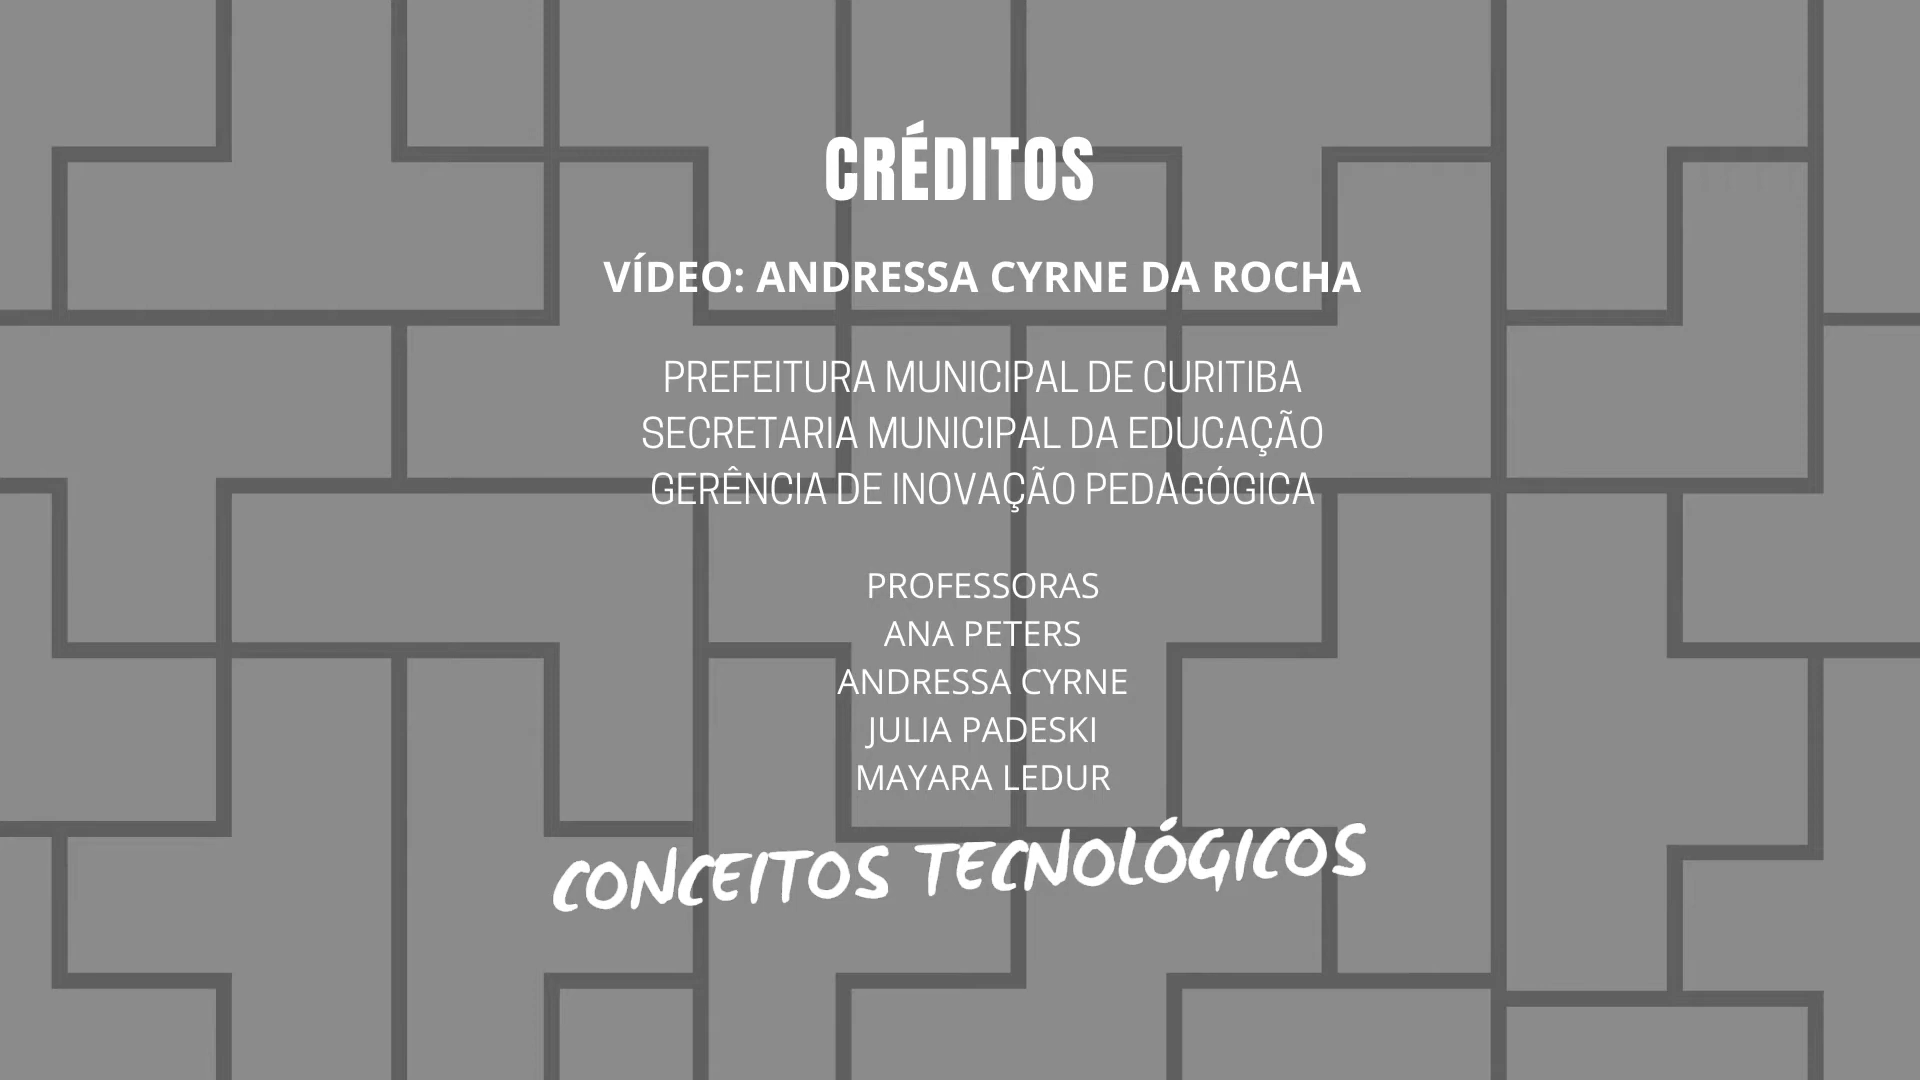 CRÉDITOS
VÍDEO: ANDRESSA CYRNE DA ROCHA
PREFEITURA MUNICIPAL DE CURITIBA
SECRETARIA MUNICIPAL DA EDUCAÇÃO
GERÊNCIA DE INOVAÇÃO PEDAGÓGICA
PROFESSORAS
ANA PETERS
ANDRESSA CYRNE
JULIA PADESKI
MAYARA LEDUR
CONCEITOS TECNOLÓGICOS